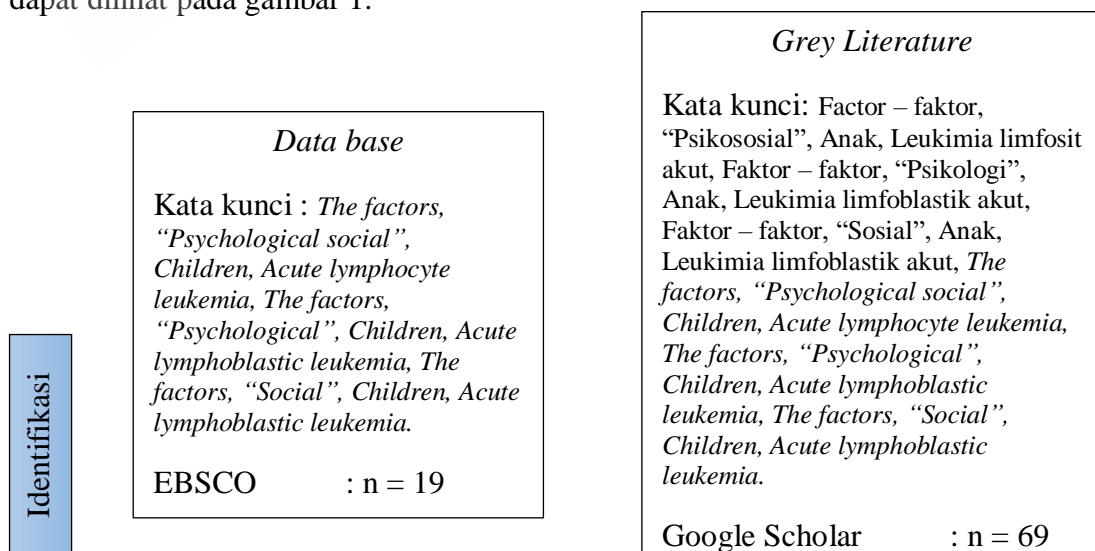 dapat dilihat pada gambar 1.
Data base
Kata kunci : The factors,
“Psychological social”,
Children, Acute lymphocyte
leukemia, The factors,
“Psychological”, Children, Acute
lymphoblastic leukemia, The
factors, “Social”, Children, Acute
lymphoblastic leukemia.
EBSCO : n = 19
Grey Literature
Kata kunci: Factor – faktor,
“Psikososial”, Anak, Leukimia limfosit
akut, Faktor – faktor, “Psikologi”,
Anak, Leukimia limfoblastik akut,
Faktor – faktor, “Sosial”, Anak,
Leukimia limfoblastik akut, The
factors, “Psychological social”,
Children, Acute lymphocyte leukemia,
The factors, “Psychological”,
Children, Acute lymphoblastic
leukemia, The factors, “Social”,
Children, Acute lymphoblastic
leukemia.
Google Scholar : n = 69
Identifikasi